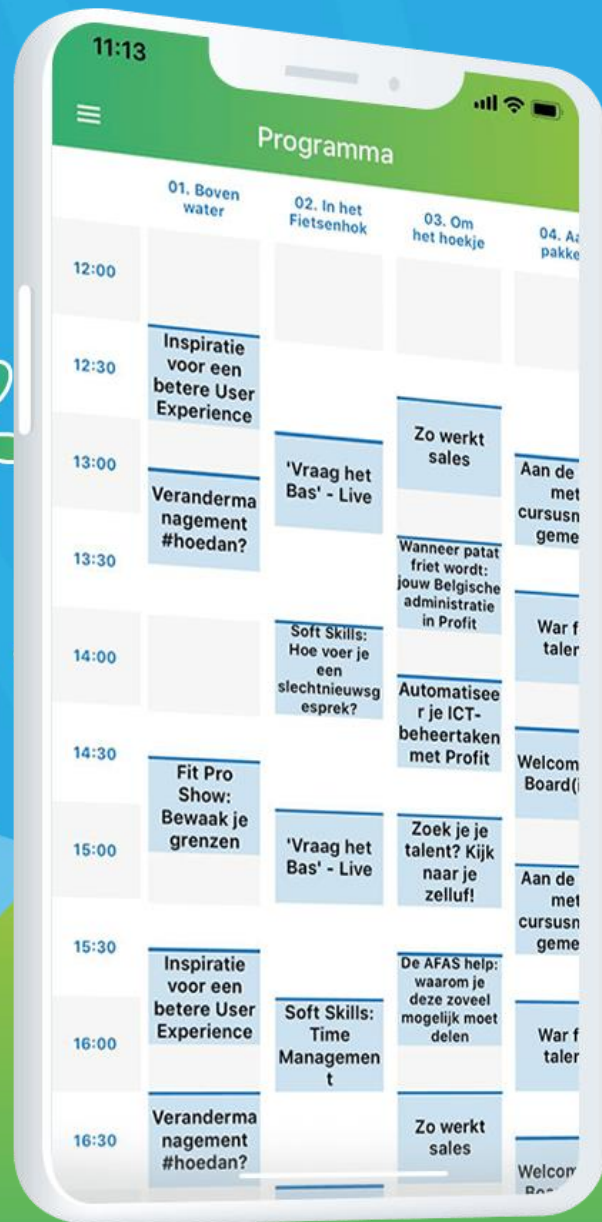 11:13
Programma
01. Boven
water
02. In het
Fietsenhok
03. Om
het hoekje
04.
pakke
12:00
12:30
13:00
13:30
14:00
14:30
15:00
15:30
16:00
16:30
Inspiratie
voor een
betere User
Experience
Veranderma
nagement
#hoedan?
Fit Pro
Show:
Bewaak je
grenzen
Inspiratie
voor een
betere User
Experience
Veranderma
nagement
#hoedan?
'Vraag het
Bas' - Live
Soft Skills:
Hoe voer je
een
slechtnieuwsg
esprek?
'Vraag het
Bas' - Live
Soft Skills:
Time
Managemen
t
Zo werkt
sales
Wanneer patat
friet wordt:
jouw Belgische
administratie
in Profit
Automatisee
r je ICT-
beheertaken
met Profit
Zoek je je
talent? Kijk
naar je
zelluf!
De AFAS help:
waarom je
deze zoveel
mogelijk moet
delen
Zo werkt
sales
Aan de
met
cursusn
geme
War f
taler
Welcom
Board(i
Aan de
met
cursusn
geme
War f
taler
Welcom